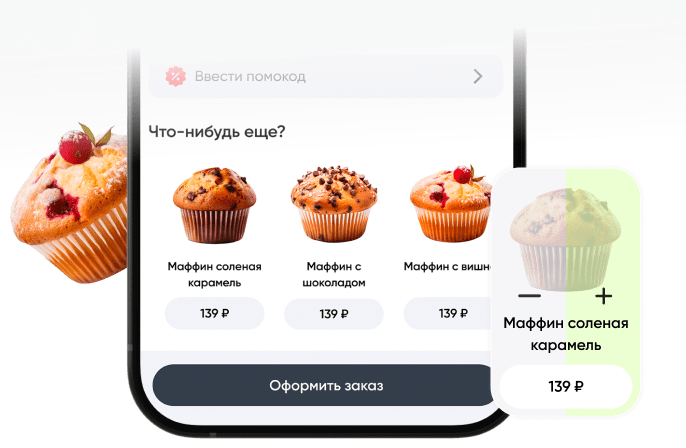 Ввести помокод
Что-нибудь еще?
Маффин соленая
карамель
139 ₽
Маффин с
шоколадом
139 ₽
Маффин с вишн
139 ₽
Оформить заказ
Маффин соленая
карамель
139 ₽